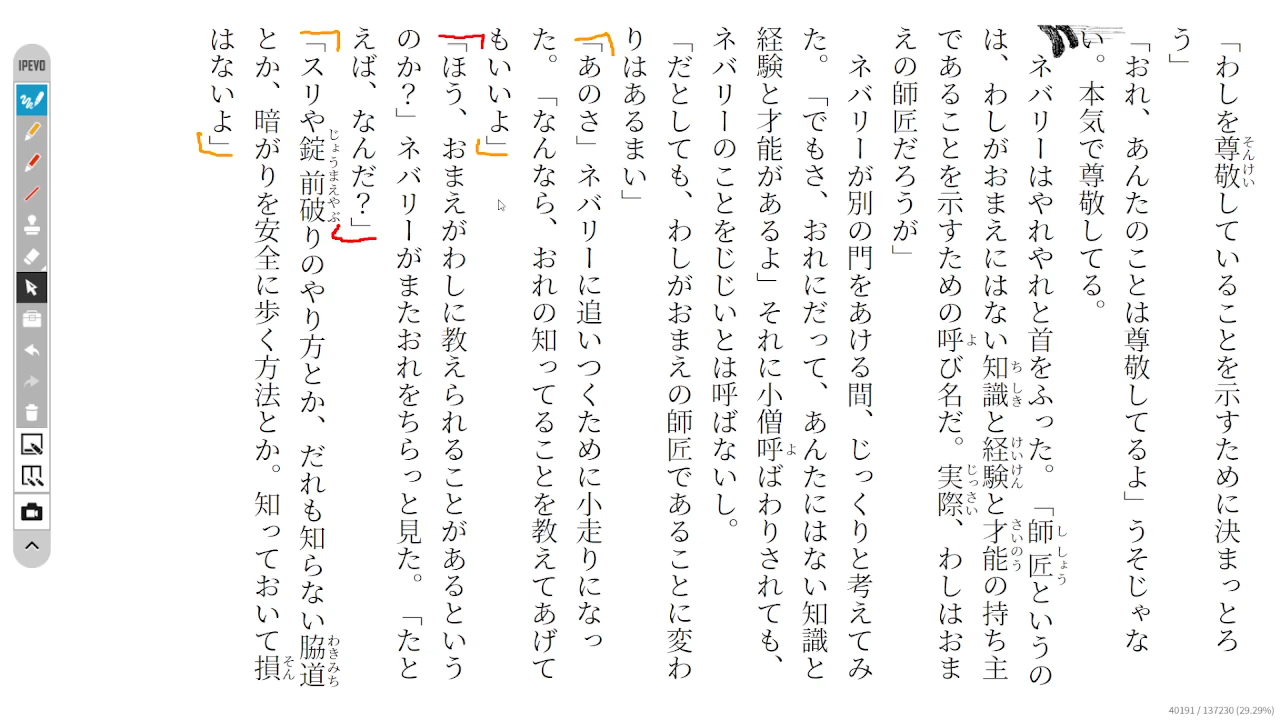 「わしを尊敬していることを示すために決まっとろ
う」
「おれ、あんたのことは尊敬してるよ」うそじゃな
い。本気で尊敬してる。
ネバリーはやれやれと首をふった。「師匠というの
は、わしがおまえにはない知識と経験と才能の持ち主
であることを示すための呼び名だ。実際、わしはおま
えの師匠だろうが」
ネバリーが別の門をあける間、じっくりと考えてみ
た。「でもさ、おれにだって、あんたにはない知識と
経験と才能があるよ」それに小僧呼ばわりされても、
ネバリーのことをじじいとは呼ばないし。
「だとしても、わしがおまえの師匠であることに変わ
りはあるまい」
「あのさ」ネバリーに追いつくために小走りになっ
た。「なんなら、おれの知ってることを教えてあげて
もいいよ」
「ほう、おまえがわしに教えられることがあるという
のか？」ネバリーがまたおれをちらっと見た。「たと
えば、なんだ？」
「スリや錠前破りのやり方とか、だれも知らない脇道
とか、暗がりを安全に歩く方法とか。知っておいて損
はないよ」
IPEVO
40191 / 137230 (29.29%)